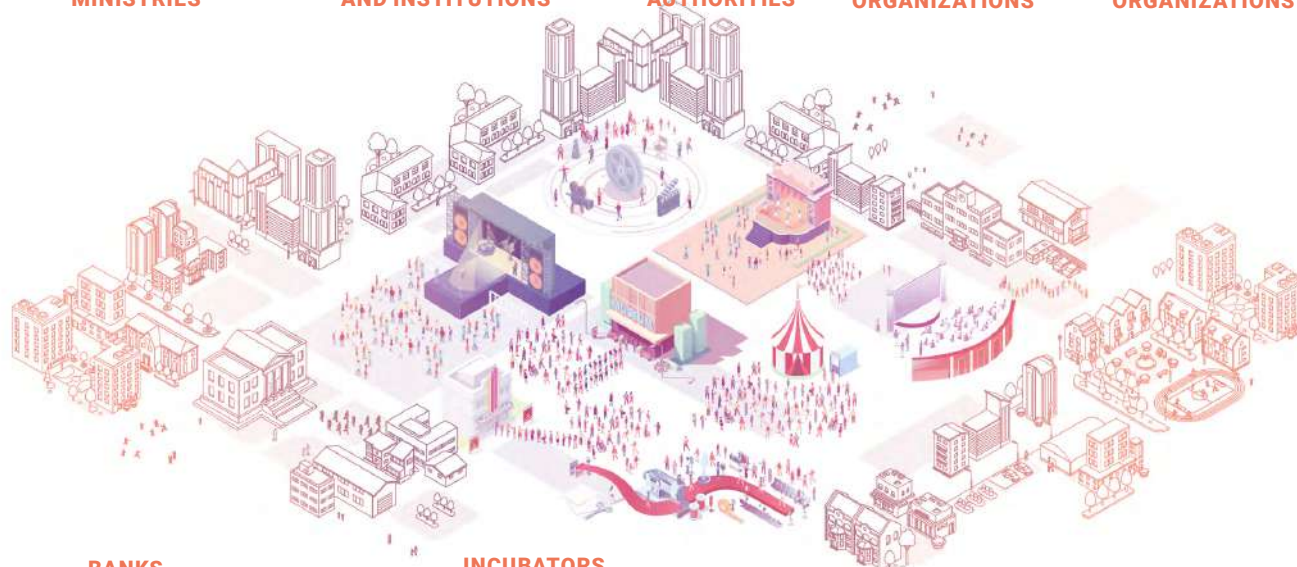 MINISTRIES
AND INSTITUTIONS
AUTHORITIES
ORGANIZATIONS
ORGANIZATIONS
BANKS
INCUBATORS